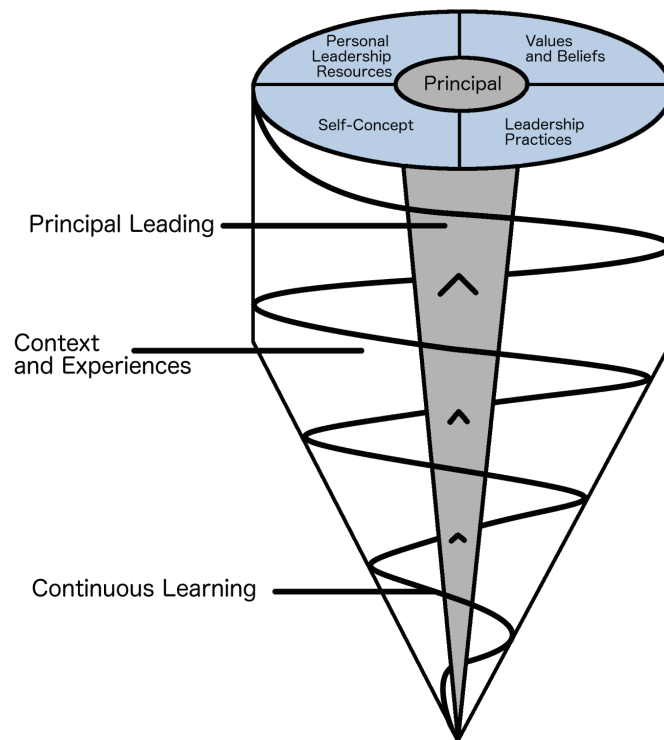 Personal
Leadership
Resources
Values
and Beliefs
Principal
Self-Concept
Leadership
Practices
Principal Leading
Context
and Experiences
Continuous Learning